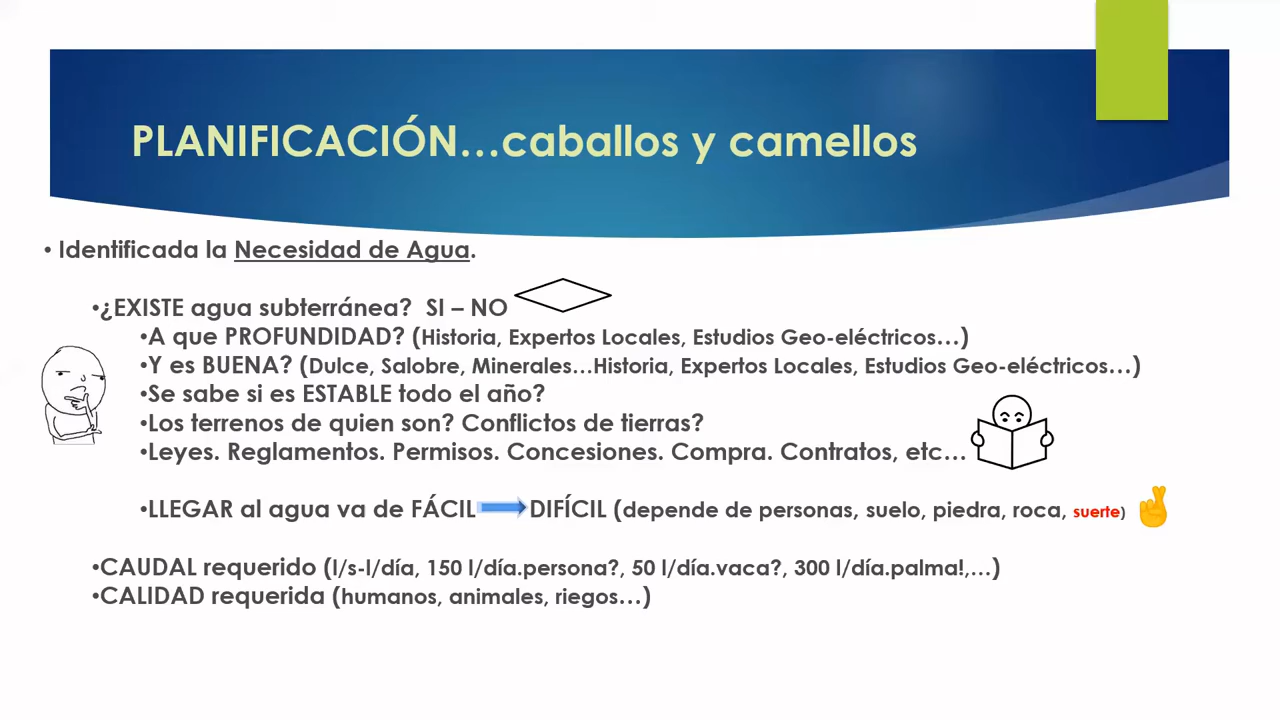 PLANIFICACIÓN...caballos y camellos
• Identificada la Necesidad de Agua.
•¿EXISTE agua subterránea? SI – NO
•A que PROFUNDIDAD? (Historia, Expertos Locales, Estudios Geo-eléctricos...)
•Y es BUENA? (Dulce, Salobre, Minerales...Historia, Expertos Locales, Estudios Geo-eléctricos...)
•Se sabe si es ESTABLE todo el año?
•Los terrenos de quien son? Conflictos de tierras?
•Leyes. Reglamentos. Permisos. Concesiones. Compra. Contratos, etc...
•LLEGAR al agua va de FÁCIL DIFÍCIL (depende de personas, suelo, piedra, roca, suerte)
•CAUDAL requerido (l/s-l/día, 150 l/día.persona?, 50 l/día.vaca?, 300 l/día.palma!,...)
•CALIDAD requerida (humanos, animales, riegos...)